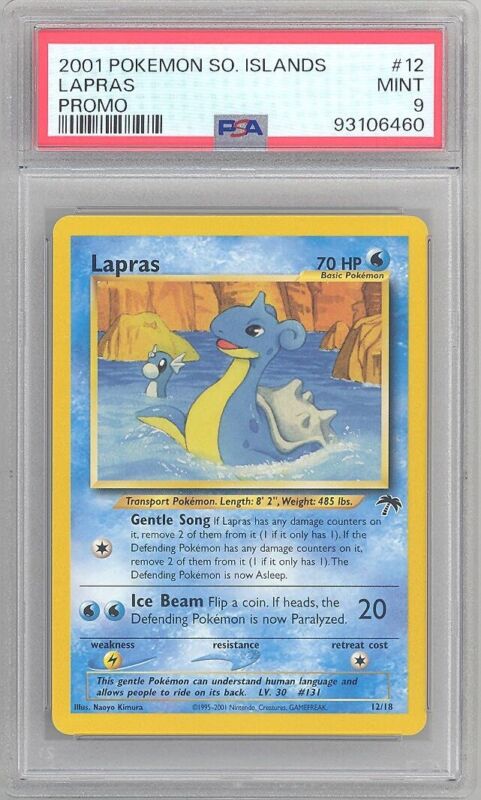 2001 POKEMON SO. ISLANDS #12
LAPRAS MINT
PROMO 9
PSA 93106460
Lapras 70 HP
Basic Pokémon
Transport Pokémon. Length: 8' 2", Weight: 485 lbs.
Gentle Song If Lapras has any damage counters on
it, remove 2 of them from it (1 if it only has 1). If the
Defending Pokémon has any damage counters on it,
remove 2 of them from it (1 if it only has 1). The
Defending Pokémon is now Asleep.
Ice Beam Flip a coin. If heads, the 20
Defending Pokémon is now Paralyzed.
weakness resistance retreat cost
This gentle Pokémon can understand human language and
allows people to ride on its back. LV. 30 #131
Illus. Naoyo Kimura ©1995-2001 Nintendo, Creatures, GAMEFREAK. 12/18